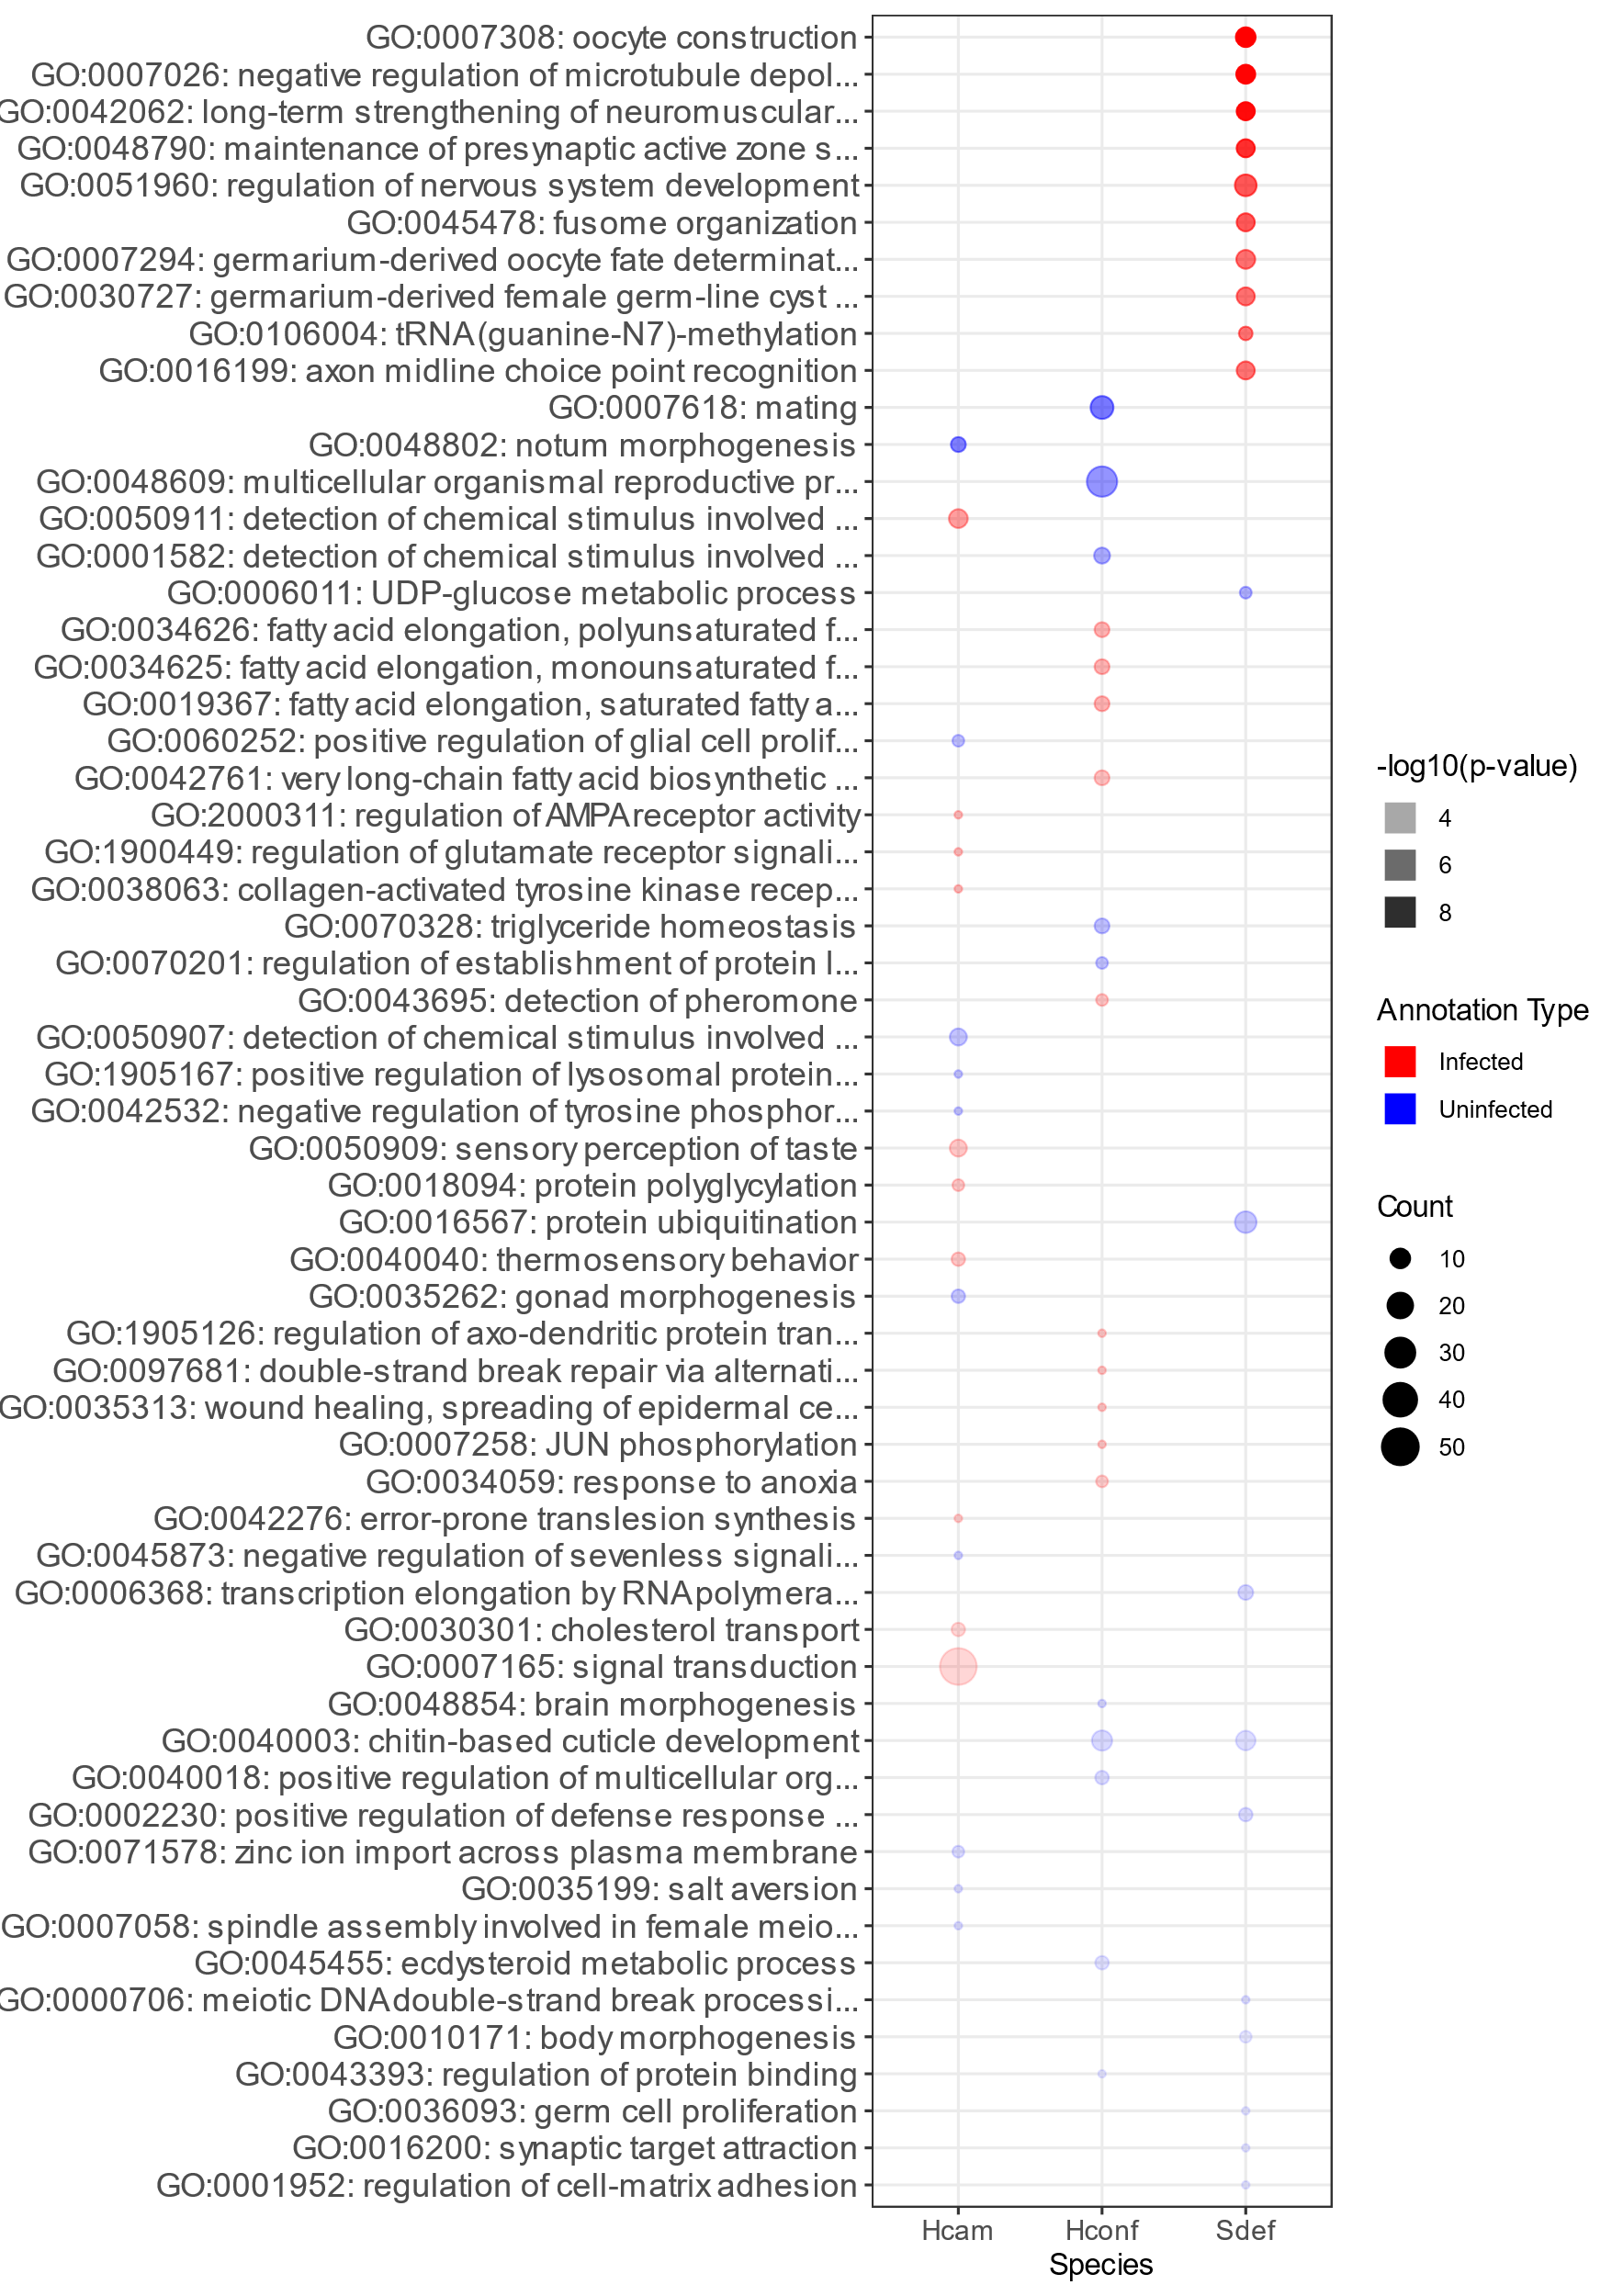 GO:0007308: oocyte construction
GO:0007026: negative regulation of microtubule depol...
GO:0042062: long-term strengthening of neuromuscular...
GO:0048790: maintenance of presynaptic active zone s...
GO:0051960: regulation of nervous system development
GO:0045478: fusome organization
GO:0007294: germarium-derived oocyte fate determinat...
GO:0030727: germarium-derived female germ-line cyst ...
GO:0106004: tRNA (guanine-N7)-methylation
GO:0016199: axon midline choice point recognition
GO:0007618: mating
GO:0048802: notum morphogenesis
GO:0048609: multicellular organismal reproductive pr...
GO:0050911: detection of chemical stimulus involved ...
GO:0001582: detection of chemical stimulus involved ...
GO:0006011: UDP-glucose metabolic process
GO:0034626: fatty acid elongation, polyunsaturated f...
GO:0034625: fatty acid elongation, monounsaturated f...
GO:0019367: fatty acid elongation, saturated fatty a...
GO:0060252: positive regulation of glial cell prolif...
GO:0042761: very long-chain fatty acid biosynthetic ...
GO:2000311: regulation of AMPA receptor activity
GO:1900449: regulation of glutamate receptor signali...
GO:0038063: collagen-activated tyrosine kinase recep...
GO:0070328: triglyceride homeostasis
GO:0070201: regulation of establishment of protein l...
GO:0043695: detection of pheromone
GO:0050907: detection of chemical stimulus involved ...
GO:1905167: positive regulation of lysosomal protein...
GO:0042532: negative regulation of tyrosine phosphor...
GO:0050909: sensory perception of taste
GO:0018094: protein polyglycylation
GO:0016567: protein ubiquitination
GO:0040040: thermosensory behavior
GO:0035262: gonad morphogenesis
GO:1905126: regulation of axo-dendritic protein tran...
GO:0097681: double-strand break repair via alternati...
GO:0035313: wound healing, spreading of epidermal ce...
GO:0007258: JUN phosphorylation
GO:0034059: response to anoxia
GO:0042276: error-prone translesion synthesis
GO:0045873: negative regulation of sevenless signali...
GO:0006368: transcription elongation by RNA polymera...
GO:0030301: cholesterol transport
GO:0007165: signal transduction
GO:0048854: brain morphogenesis
GO:0040003: chitin-based cuticle development
GO:0040018: positive regulation of multicellular org...
GO:0002230: positive regulation of defense response ...
GO:0071578: zinc ion import across plasma membrane
GO:0035199: salt aversion
GO:0007058: spindle assembly involved in female meio...
GO:0045455: ecdysteroid metabolic process
GO:0000706: meiotic DNA double-strand break processi...
GO:0010171: body morphogenesis
GO:0043393: regulation of protein binding
GO:0036093: germ cell proliferation
GO:0016200: synaptic target attraction
GO:0001952: regulation of cell-matrix adhesion
Hcam Hconf Sdef
Species
-log10(p-value)
4
6
8
Annotation Type
Infected
Uninfected
Count
10
20
30
40
50